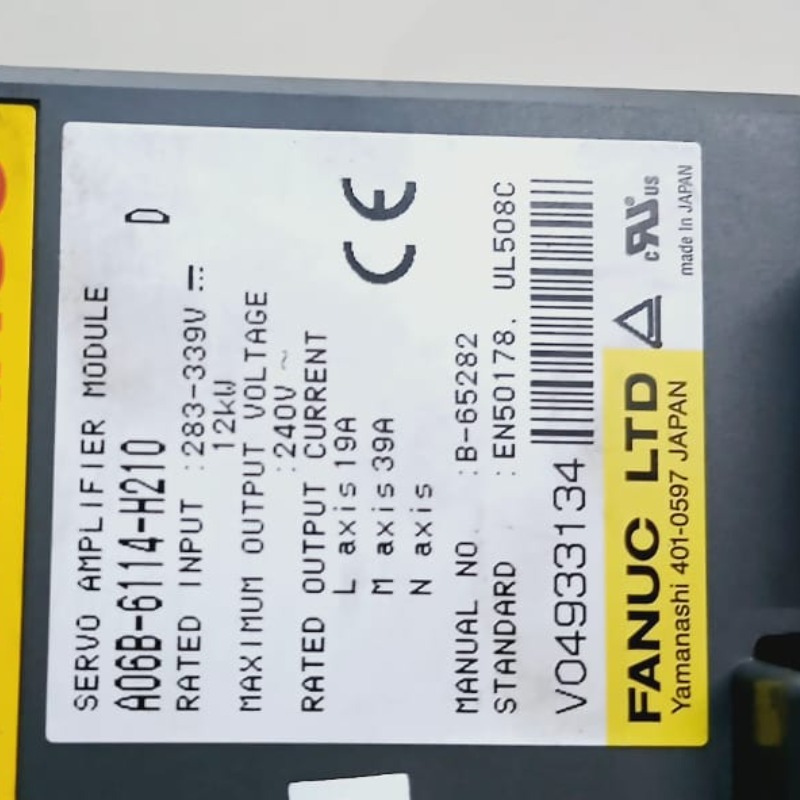 SERVO AMPLIFIER MODULE
A06B-6114-H210 D
RATED INPUT :283-339V ⎓
12kW
MAXIMUM OUTPUT VOLTAGE
:240V ~
RATED OUTPUT CURRENT
L axis 19A
M axis 39A
N axis
CE
MANUAL NO. :B-65282
STANDARD :EN50178. UL508C
V04933134
FANUC LTD
Yamanashi 401-0597 JAPAN
c RU® US
made In JAPAN